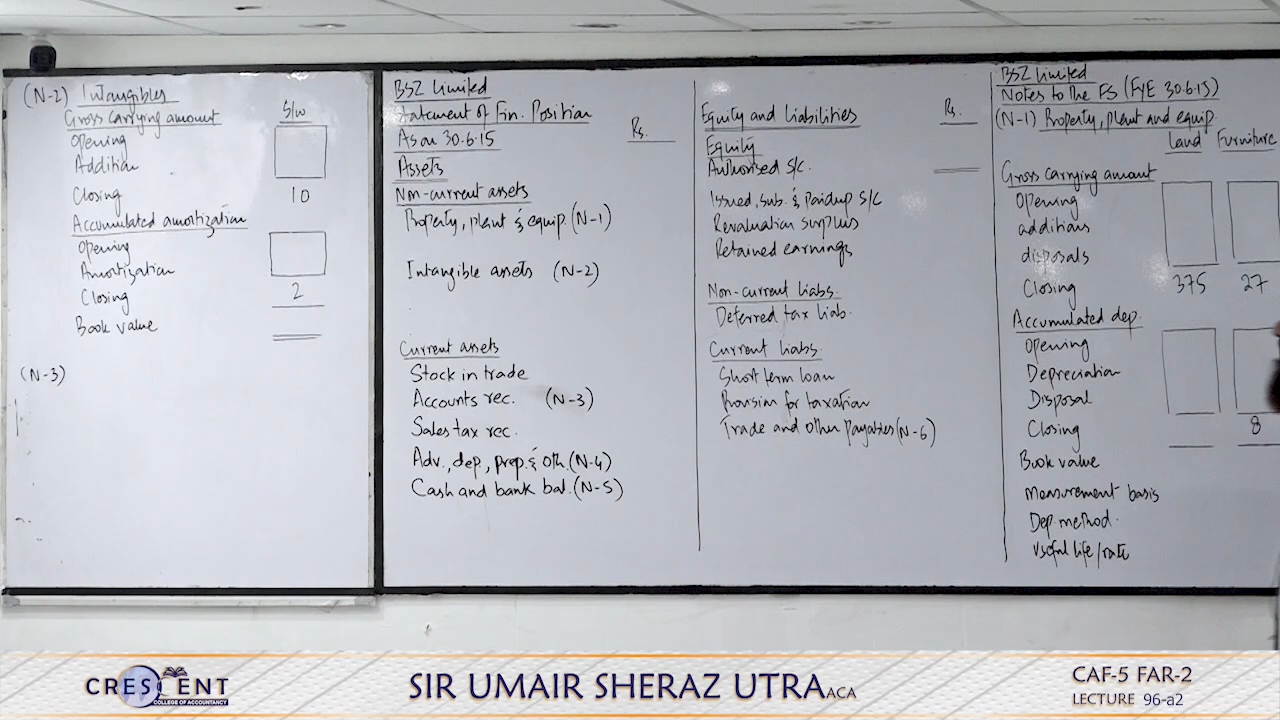 (N-2) Intangibles
Gross carrying amount S/w
Opening
Addition
Closing 10
Accumulated amortization
Opening
Amortization
Closing 2
Book value
(N-3)
BSZ Limited
Statement of Fin. Position
As on 30.6.15 Rs.
Assets
Non-current assets
Property, plant & equip. (N-1)
Intangible assets (N-2)
Current assets
Stock in trade
Accounts rec. (N-3)
Sales tax rec.
Adv., dep., prep. & oth. (N-4)
Cash and bank bal. (N-5)
Equity and Liabilities Rs.
Equity
Authorised S/C.
Issued, sub. & Paidup S/C
Revaluation surplus
Retained earnings
Non-current liabs.
Deferred tax liab.
Current liabs.
Short term loan
Provision for taxation
Trade and other payables (N-6)
BSZ Limited
Notes to the FS (F/YE 30.6.15)
(N-1) Property, plant and equip.
Land Furniture
Gross carrying amount
Opening
additions
disposals
Closing 375 27
Accumulated dep.
Opening
Depreciation
Disposal
Closing 8
Book value
Measurement basis
Dep. method.
Useful life/rate
CRESCENT
COLLEGE OF ACCOUNTANCY
SIR UMAIR SHERAZ UTRA ACA
CAF-5 FAR-2
LECTURE 96-a2